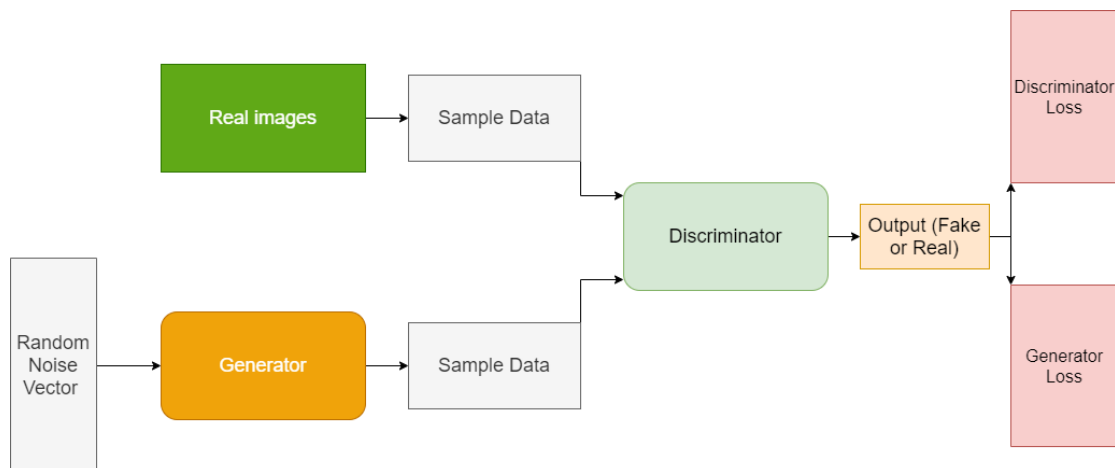 Real images
Sample Data
Discriminator
Loss
Discriminator
Output (Fake
or Real)
Random
Noise
Vector
Generator
Sample Data
Generator
Loss